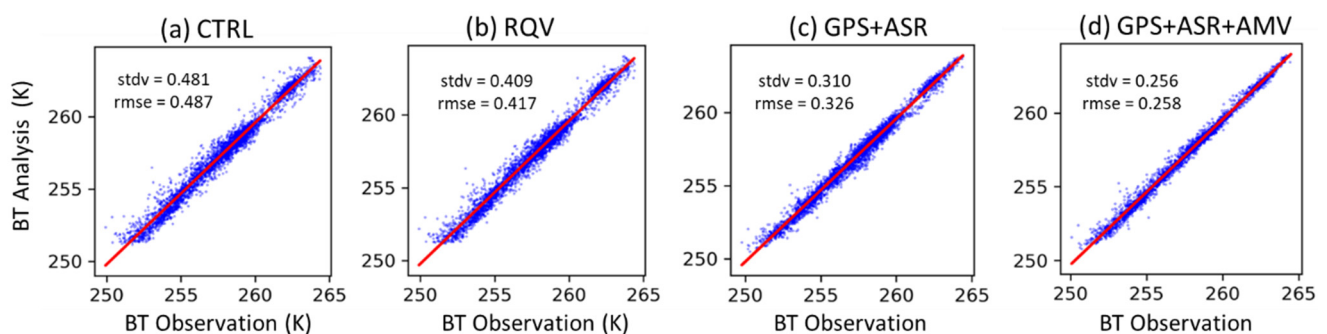 (a) CTRL (b) RQV (c) GPS+ASR (d) GPS+ASR+AMV
BT Analysis (K)
stdv = 0.481
rmse = 0.487
260
255
250
250 255 260 265
BT Observation (K)
stdv = 0.409
rmse = 0.417
260
255
250
250 255 260 265
BT Observation (K)
stdv = 0.310
rmse = 0.326
260
255
250
250 255 260 265
BT Observation
stdv = 0.256
rmse = 0.258
260
255
250
250 255 260 265
BT Observation (K)